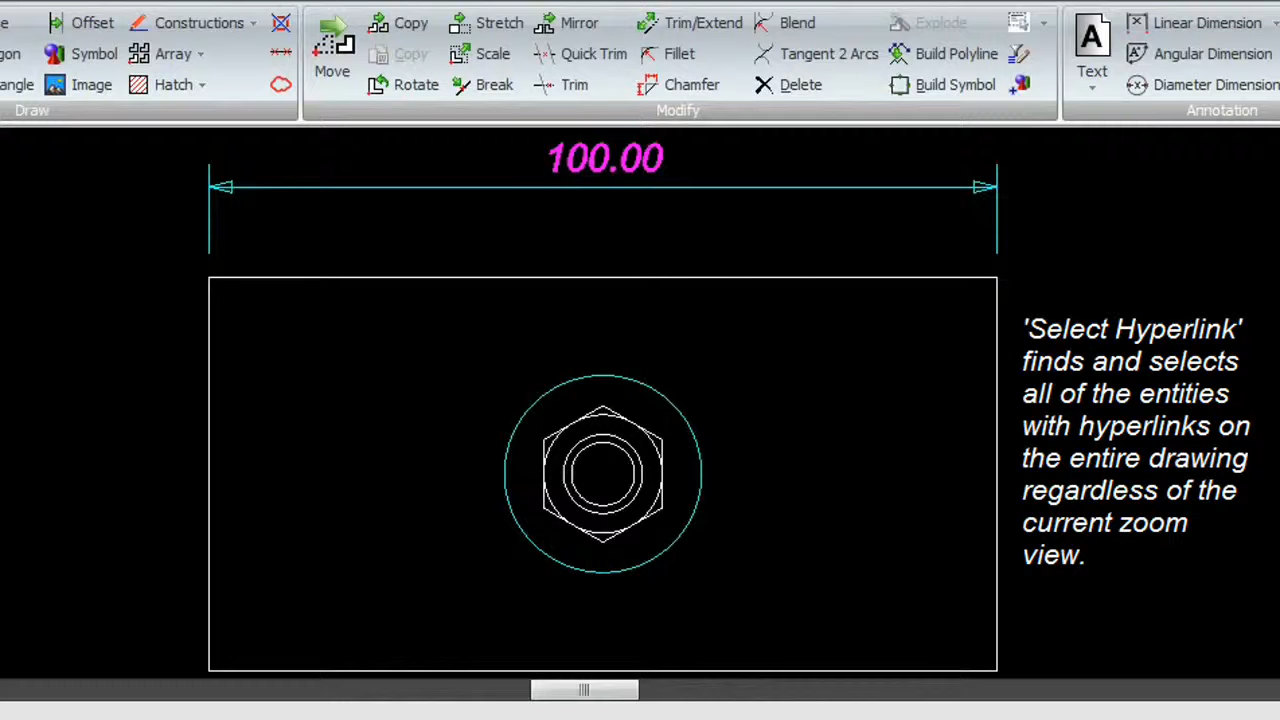 Offset Constructions
Move
Copy Stretch Mirror Trim/Extend Blend Explode
Text
Linear Dimension
Symbol Array
Copy Scale Quick Trim Fillet Tangent 2 Arcs Build Polyline
Angular Dimension
Image Hatch
Rotate Break Trim Chamfer Delete Build Symbol
Diameter Dimension
Draw Modify Annotation
100.00
'Select Hyperlink'
finds and selects
all of the entities
with hyperlinks on
the entire drawing
regardless of the
current zoom
view.